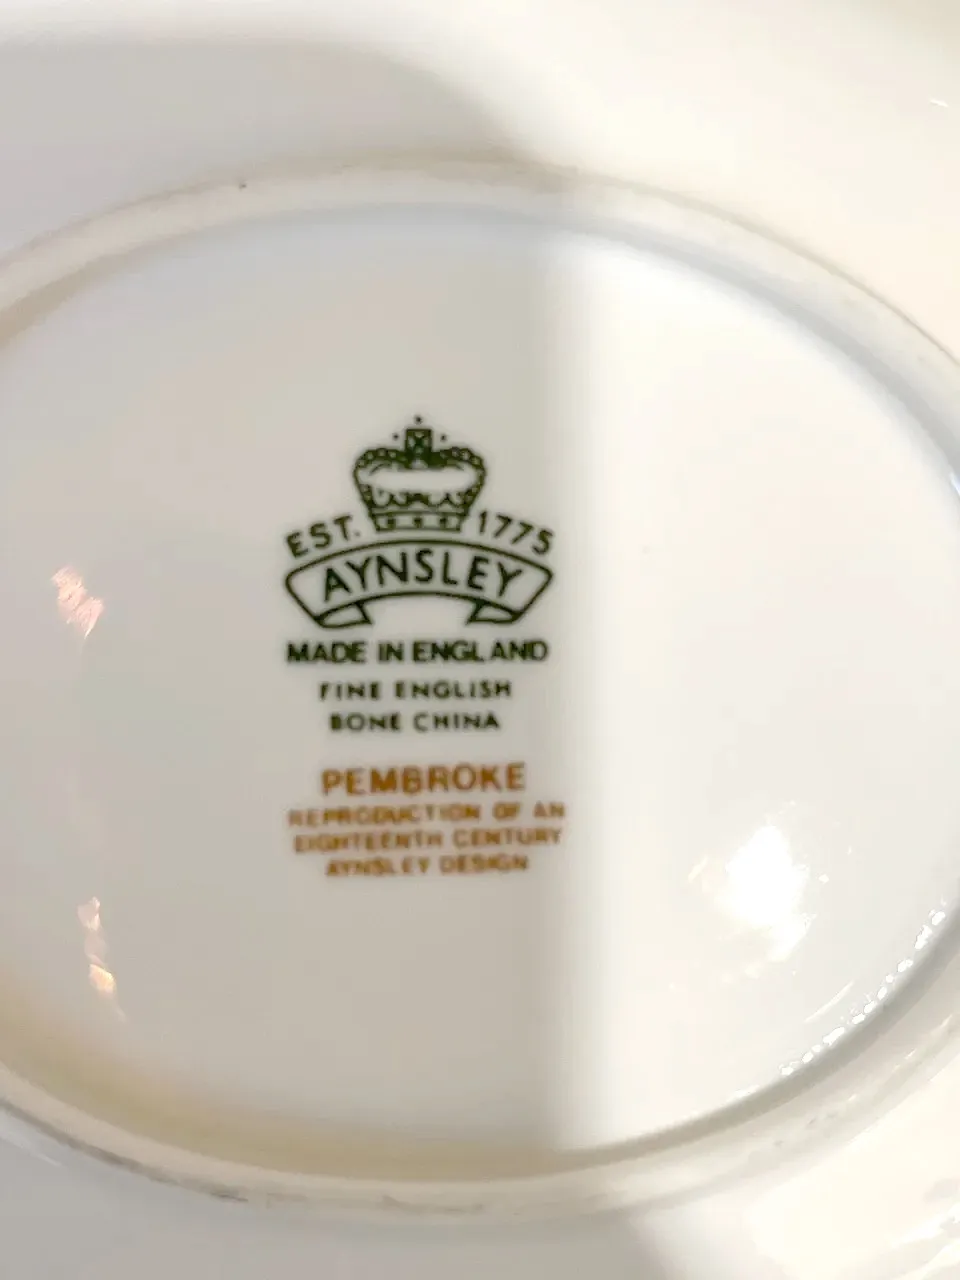 EST. 1775
AYNSLEY
MADE IN ENGLAND
FINE ENGLISH
BONE CHINA
PEMBROKE
REPRODUCTION OF AN
EIGHTEENTH CENTURY
AYNSLEY DESIGN